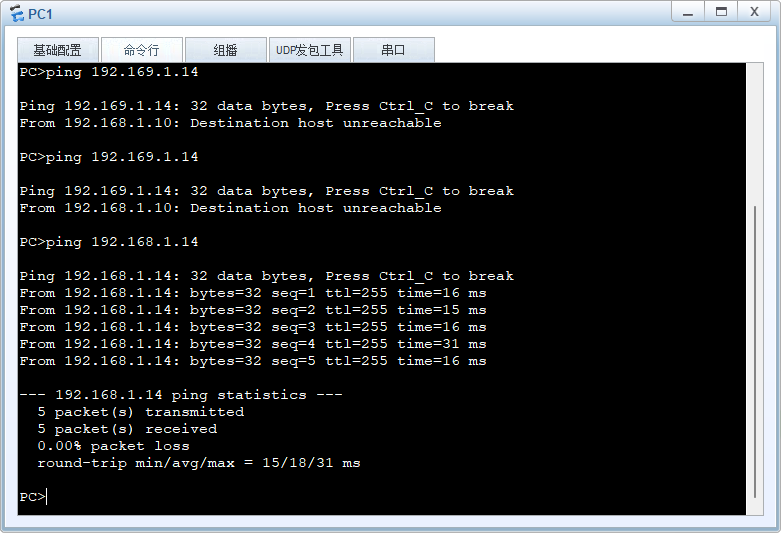 PC1
基础配置 命令行 组播 UDP发包工具 串口
PC>ping 192.169.1.14
Ping 192.169.1.14: 32 data bytes, Press Ctrl_C to break
From 192.168.1.10: Destination host unreachable
PC>ping 192.169.1.14
Ping 192.169.1.14: 32 data bytes, Press Ctrl_C to break
From 192.168.1.10: Destination host unreachable
PC>ping 192.168.1.14
Ping 192.168.1.14: 32 data bytes, Press Ctrl_C to break
From 192.168.1.14: bytes=32 seq=1 ttl=255 time=16 ms
From 192.168.1.14: bytes=32 seq=2 ttl=255 time=15 ms
From 192.168.1.14: bytes=32 seq=3 ttl=255 time=16 ms
From 192.168.1.14: bytes=32 seq=4 ttl=255 time=31 ms
From 192.168.1.14: bytes=32 seq=5 ttl=255 time=16 ms
--- 192.168.1.14 ping statistics ---
5 packet(s) transmitted
5 packet(s) received
0.00% packet loss
round-trip min/avg/max = 15/18/31 ms
PC>